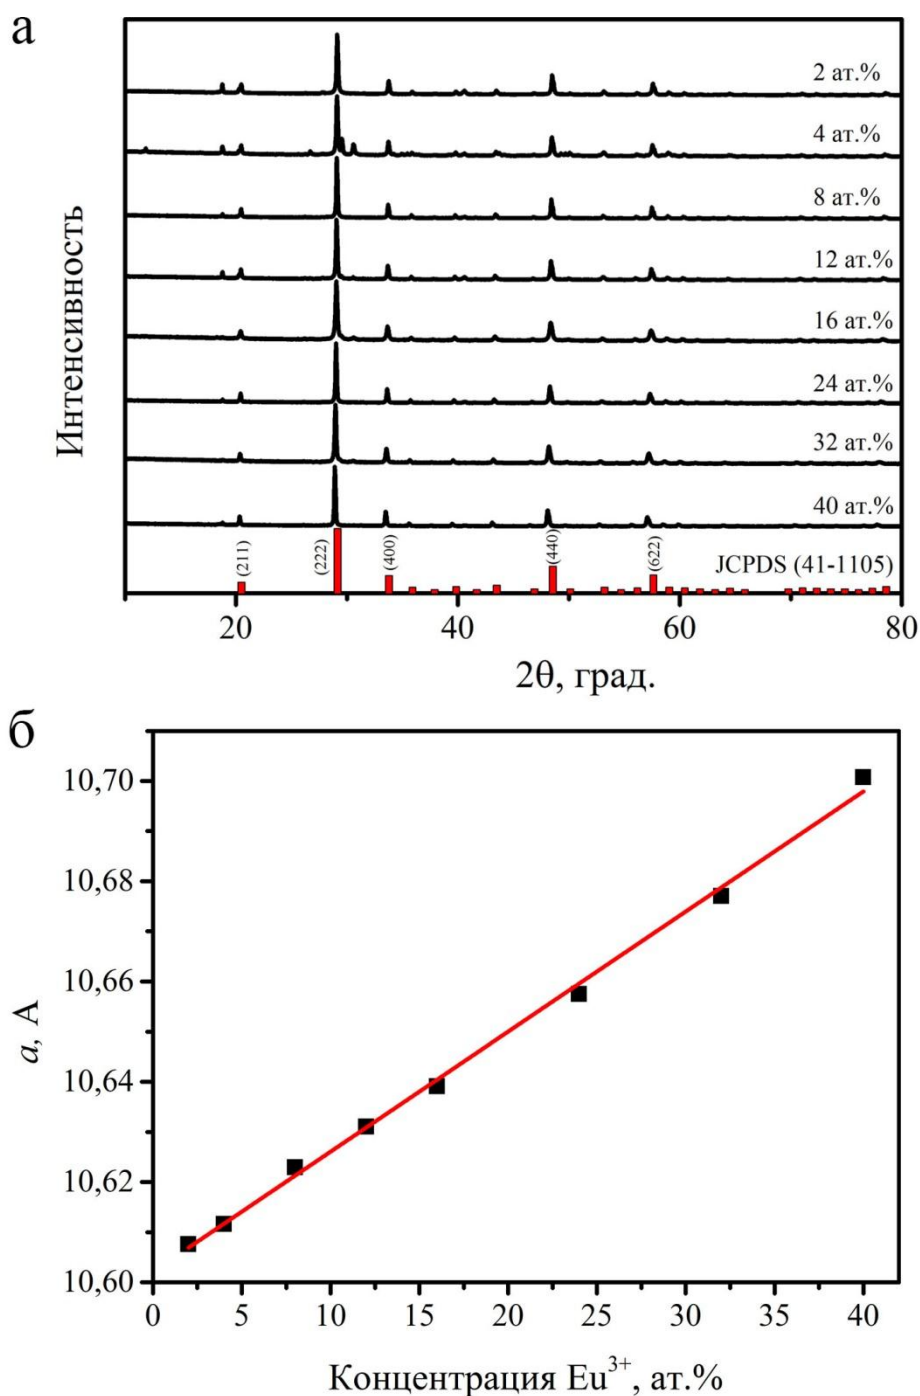 а
Интенсивность
2 ат.%
4 ат.%
8 ат.%
12 ат.%
16 ат.%
24 ат.%
32 ат.%
40 ат.%
(211)
(222)
(400)
(440)
(622)
JCPDS (41-1105)
20
40
60
80
2θ, град.
б
10,70
10,68
10,66
10,64
10,62
10,60
a, А
0
5
10
15
20
25
30
35
40
Концентрация Eu³⁺, ат.%